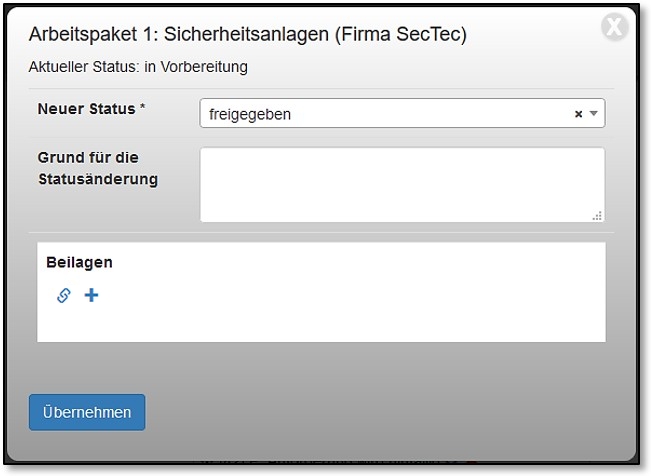 Arbeitspaket 1: Sicherheitsanlagen (Firma SecTec)
Aktueller Status: in Vorbereitung
Neuer Status * freigegeben
Grund für die
Statusänderung
Beilagen
Übernehmen